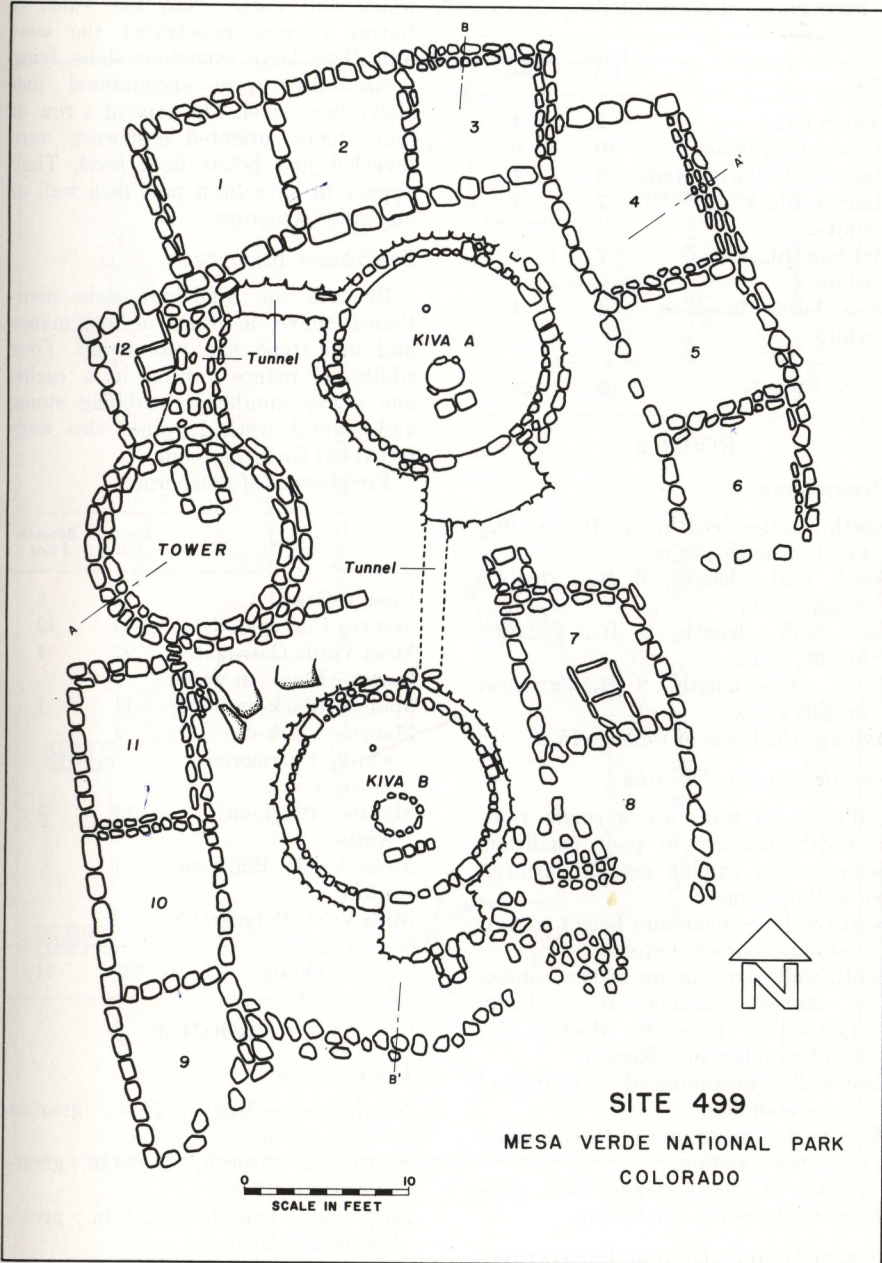 B
3
2
1
4
A'
12
Tunnel
KIVA A
5
6
TOWER
Tunnel
A
11
KIVA B
8
10
9
B'
N
SITE 499
MESA VERDE NATIONAL PARK
COLORADO
0 10
SCALE IN FEET